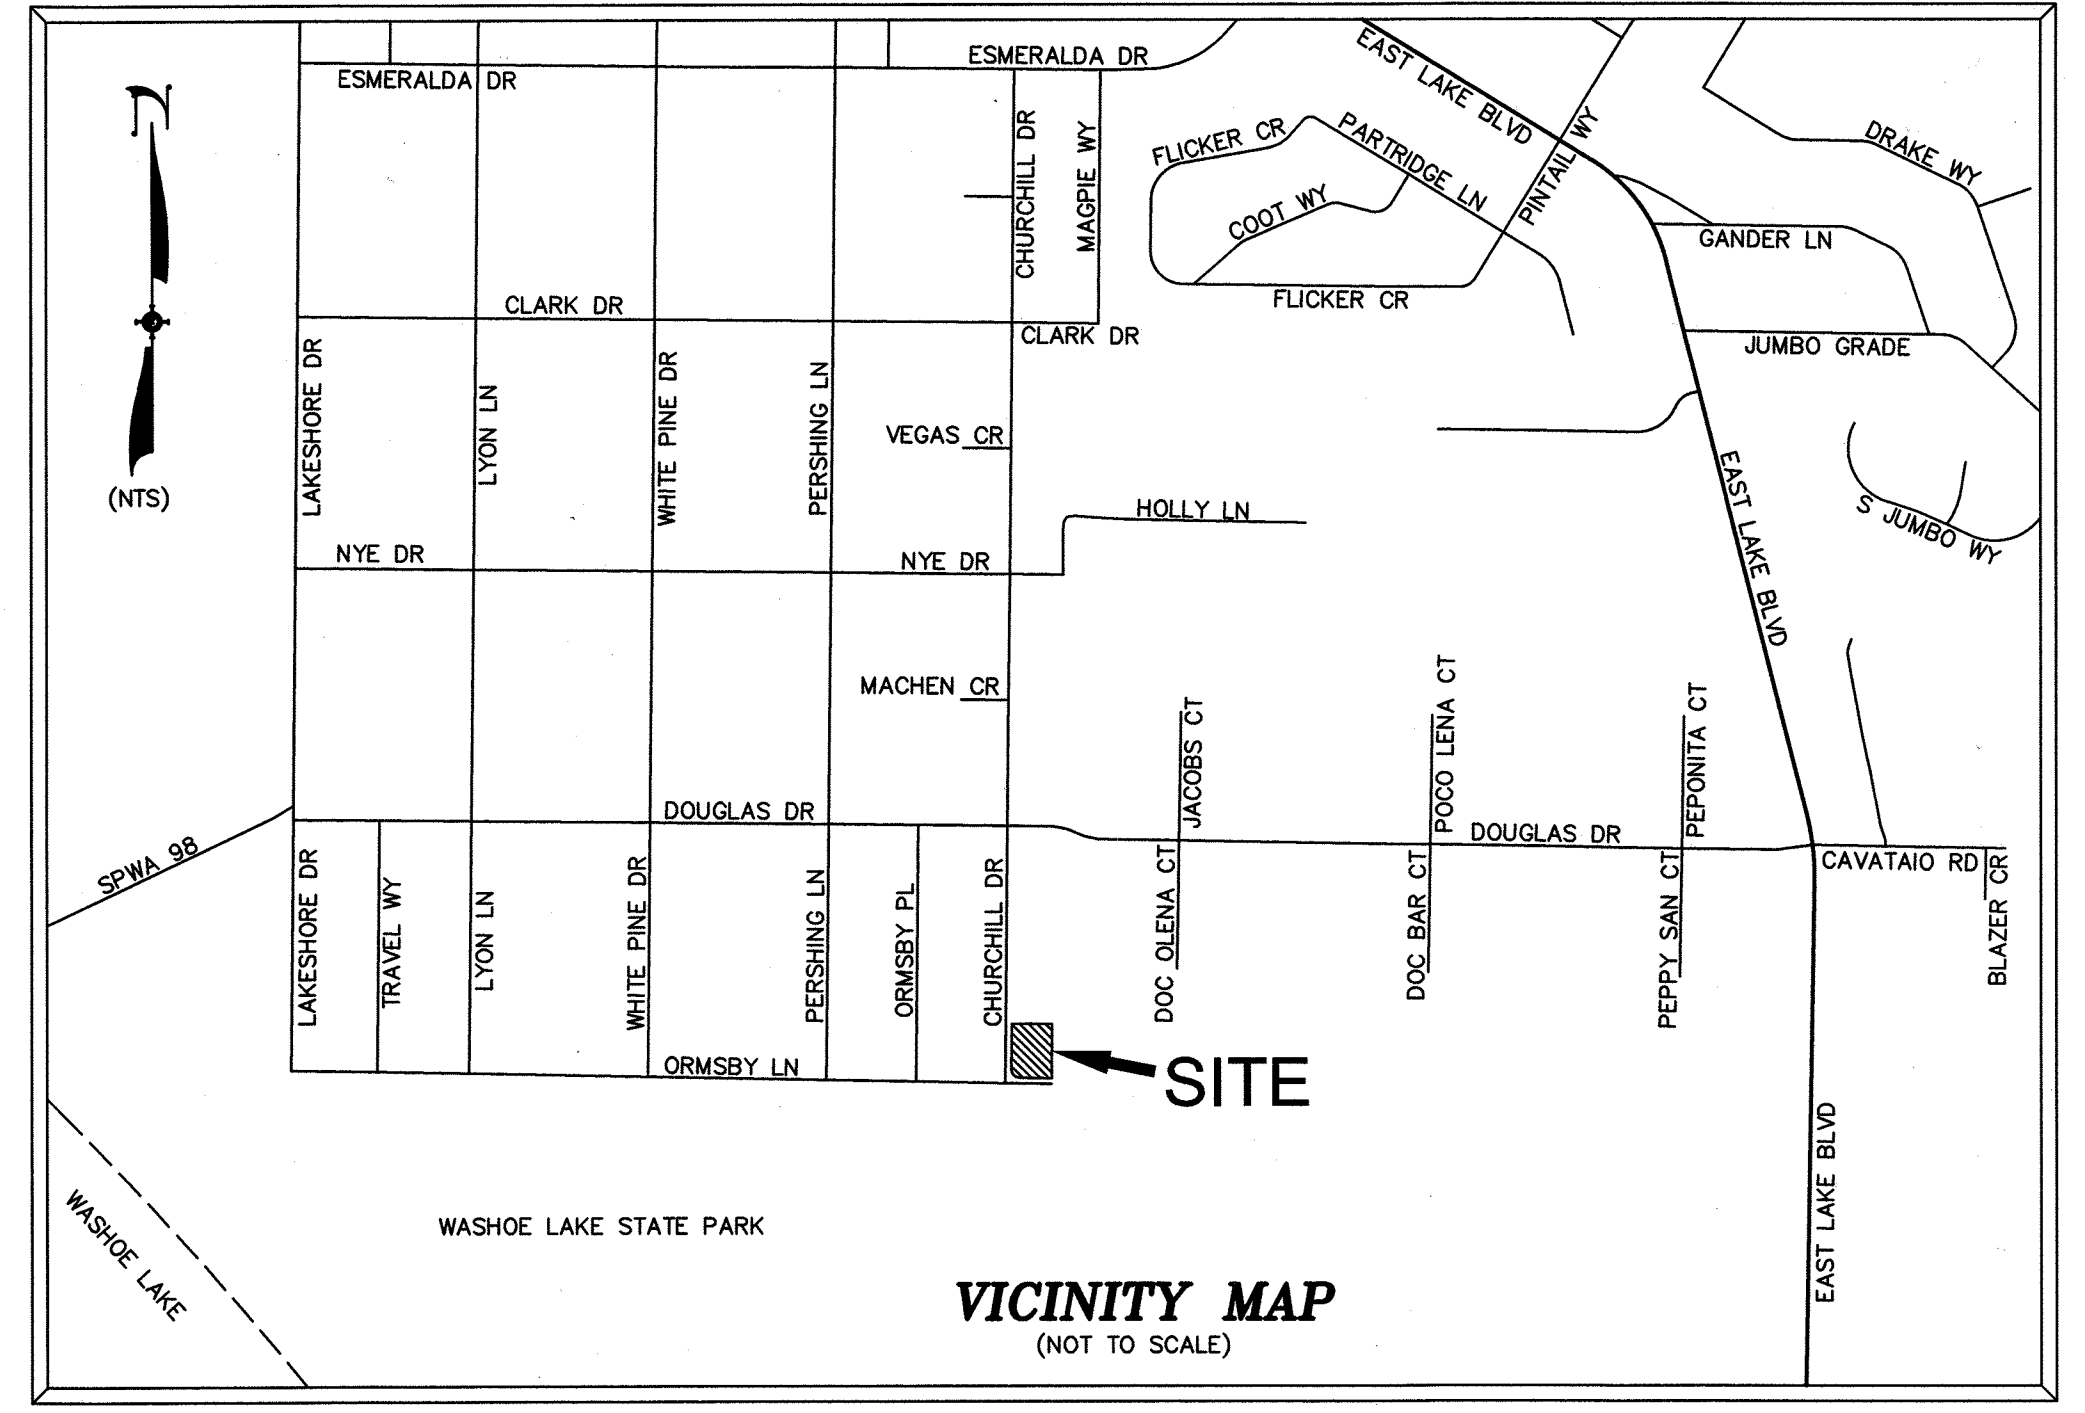 ESMERALDA DR
ESMERALDA DR
EAST LAKE BLVD
PINTAIL WY
PARTRIDGE LN
FLICKER CR
COOT WY
FLICKER CR
DRAKE WY
GANDER LN
JUMBO GRADE
CHURCHILL DR
MAGPIE WY
CLARK DR
CLARK DR
(NTS)
LAKESHORE DR
LYON LN
WHITE PINE DR
PERSHING LN
VEGAS CR
HOLLY LN
NYE DR
NYE DR
EAST LAKE BLVD
S JUMBO WY
MACHEN CR
JACOBS CT
POCO LENA CT
PEPONITA CT
DOUGLAS DR
DOUGLAS DR
CAVATAIO RD
BLAZER CR
SPWA 98
LAKESHORE DR
TRAVEL WY
LYON LN
WHITE PINE DR
PERSHING LN
ORMSBY PL
CHURCHILL DR
DOC OLENA CT
DOC BAR CT
PEPPY SAN CT
ORMSBY LN
SITE
EAST LAKE BLVD
WASHOE LAKE
WASHOE LAKE STATE PARK
VICINITY MAP
(NOT TO SCALE)